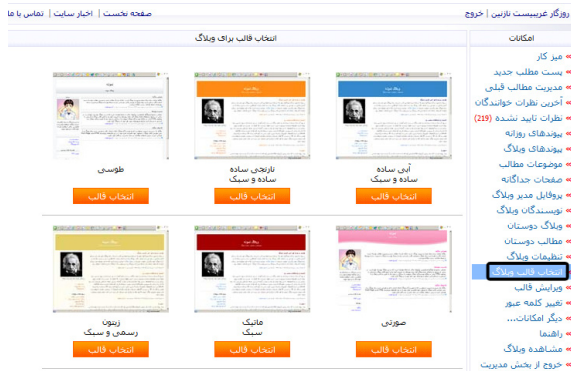 روزگار غریبیست نازنین | خروج
صفحه نخست | اخبار سایت | تماس با ما
امکانات
میز کار
پست مطلب جدید
مدیریت مطالب قبلی
آخرین نظرات خوانندگان
نظرات تایید نشده (219)
پیوندهای روزانه
پیوندهای وبلاگ
موضوعات مطالب
صفحات جداگانه
پروفایل مدیر وبلاگ
نویسندگان وبلاگ
وبلاگ دوستان
مطالب دوستان
تنظیمات وبلاگ
انتخاب قالب وبلاگ
ویرایش قالب
تغییر کلمه عبور
دیگر امکانات...
راهنما
مشاهده وبلاگ
خروج از بخش مدیریت
انتخاب قالب برای وبلاگ
آبی ساده
ساده و سبک
انتخاب قالب
نارنجی ساده
ساده و سبک
انتخاب قالب
طوسی
انتخاب قالب
صورتی
انتخاب قالب
ماتیک
سبک
انتخاب قالب
زیتون
رسمی و سبک
انتخاب قالب